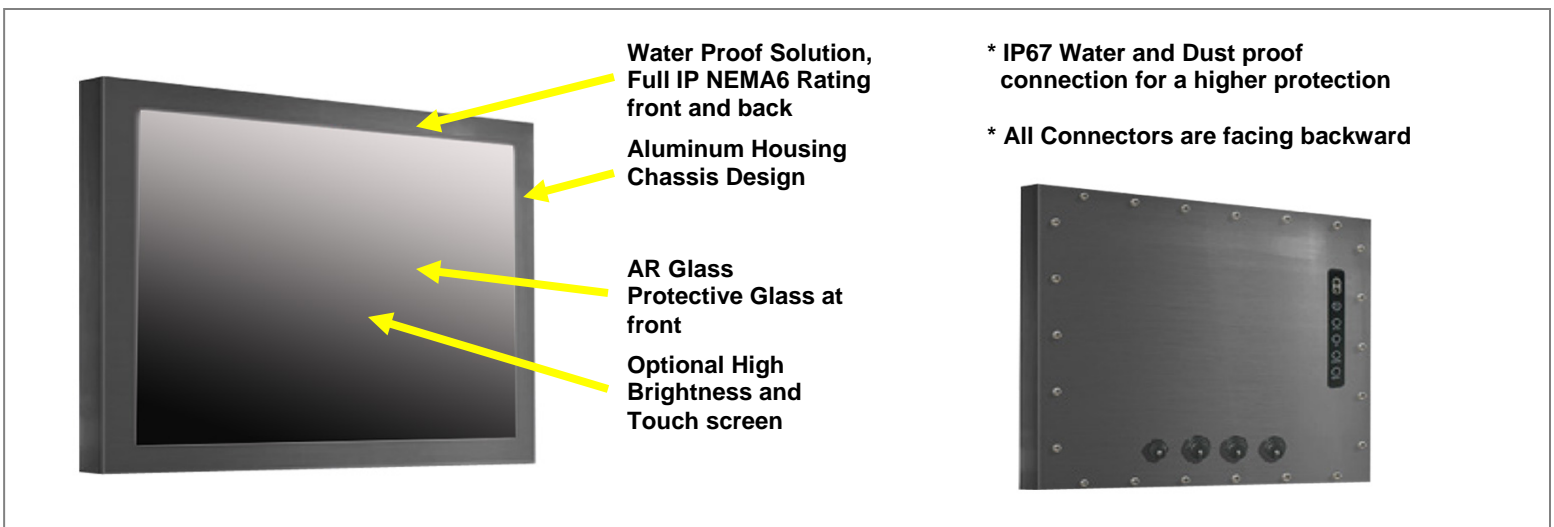 Water Proof Solution,
Full IP NEMA6 Rating
front and back
Aluminum Housing
Chassis Design
AR Glass
Protective Glass at
front
Optional High
Brightness and
Touch screen
* IP67 Water and Dust proof
connection for a higher protection
* All Connectors are facing backward